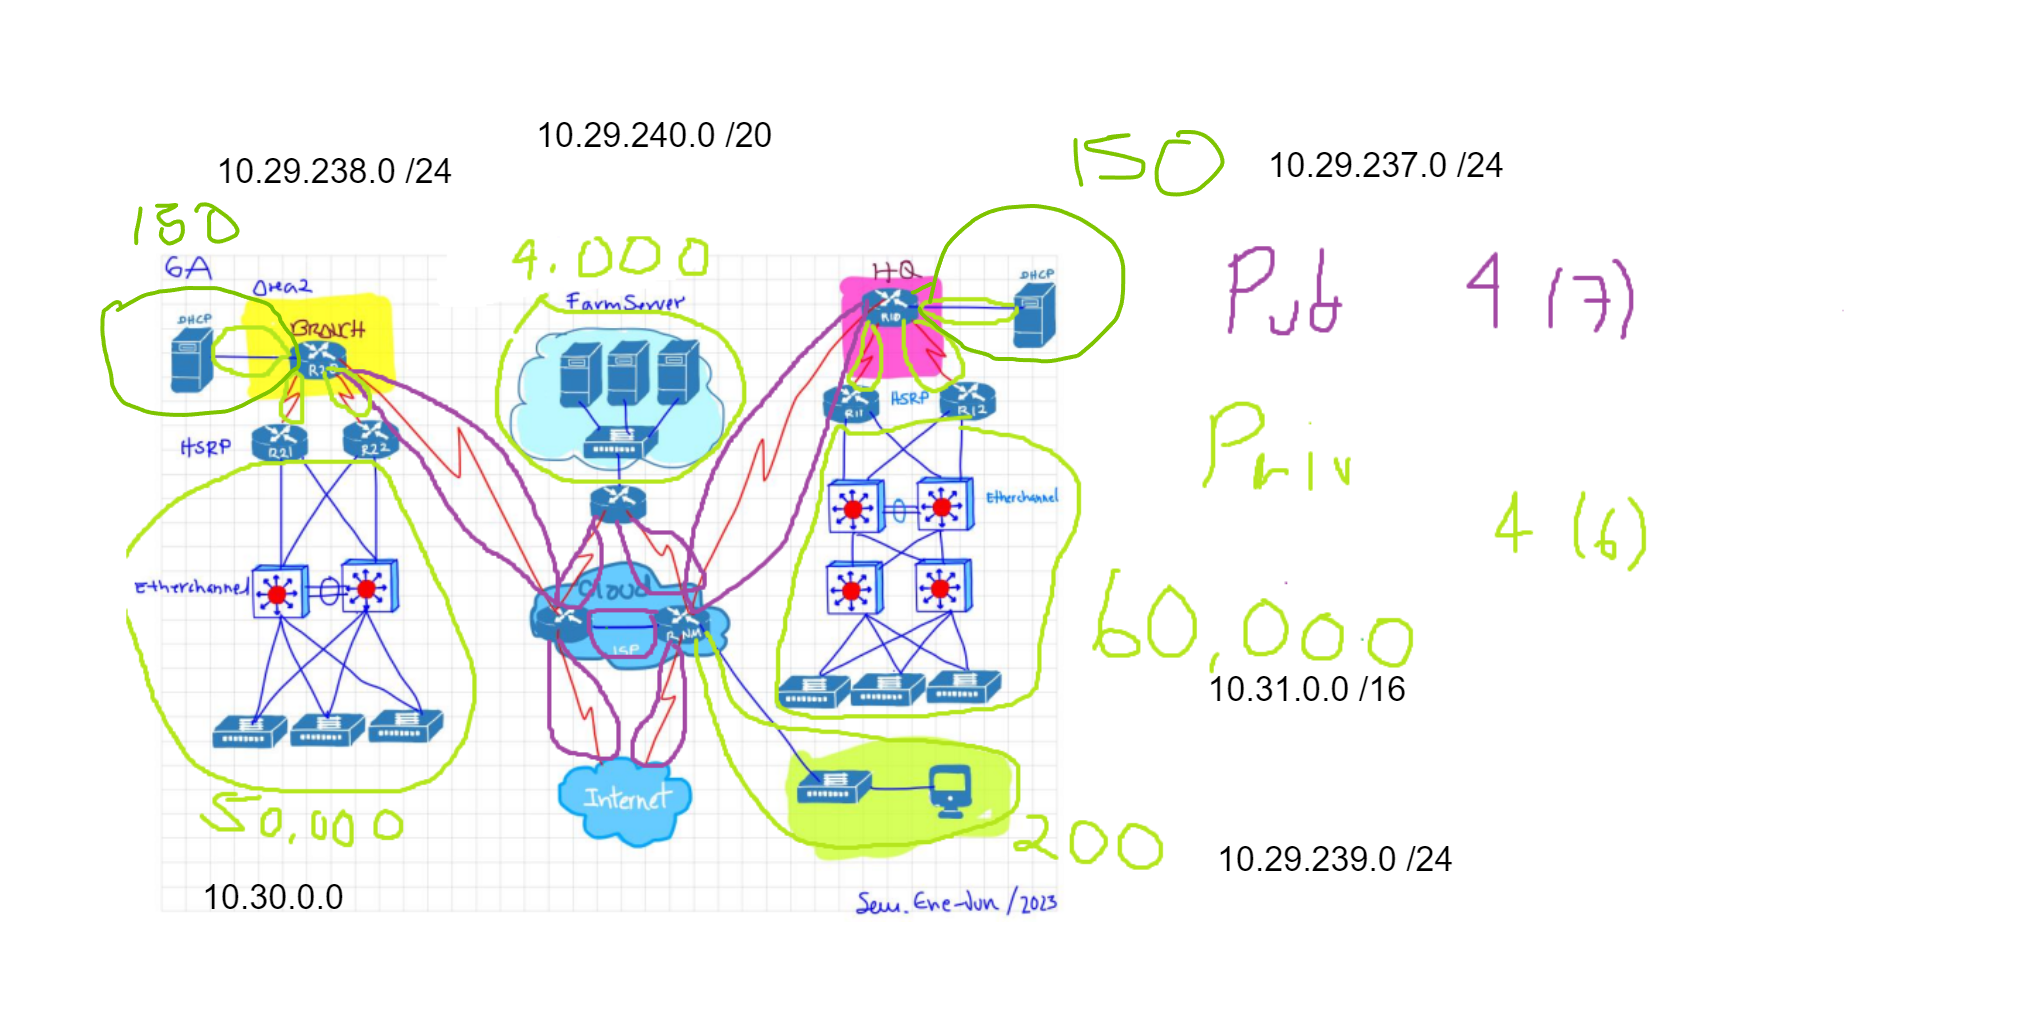 10.29.240.0 /20
10.29.238.0 /24
150
10.29.237.0 /24
150
4.000
6A
Area2
DHCP
BRANCH
FarmServer
HQ
R10
DHCP
Pub 4 (7)
HSRP
R21
R22
HSRP
R11
R12
Priv
4 (6)
Etherchannel
Etherchannel
Cloud
ISP
60,000
10.31.0.0 /16
Internet
50,000
200
10.29.239.0 /24
10.30.0.0
Sem. Ene-Jun / 2023